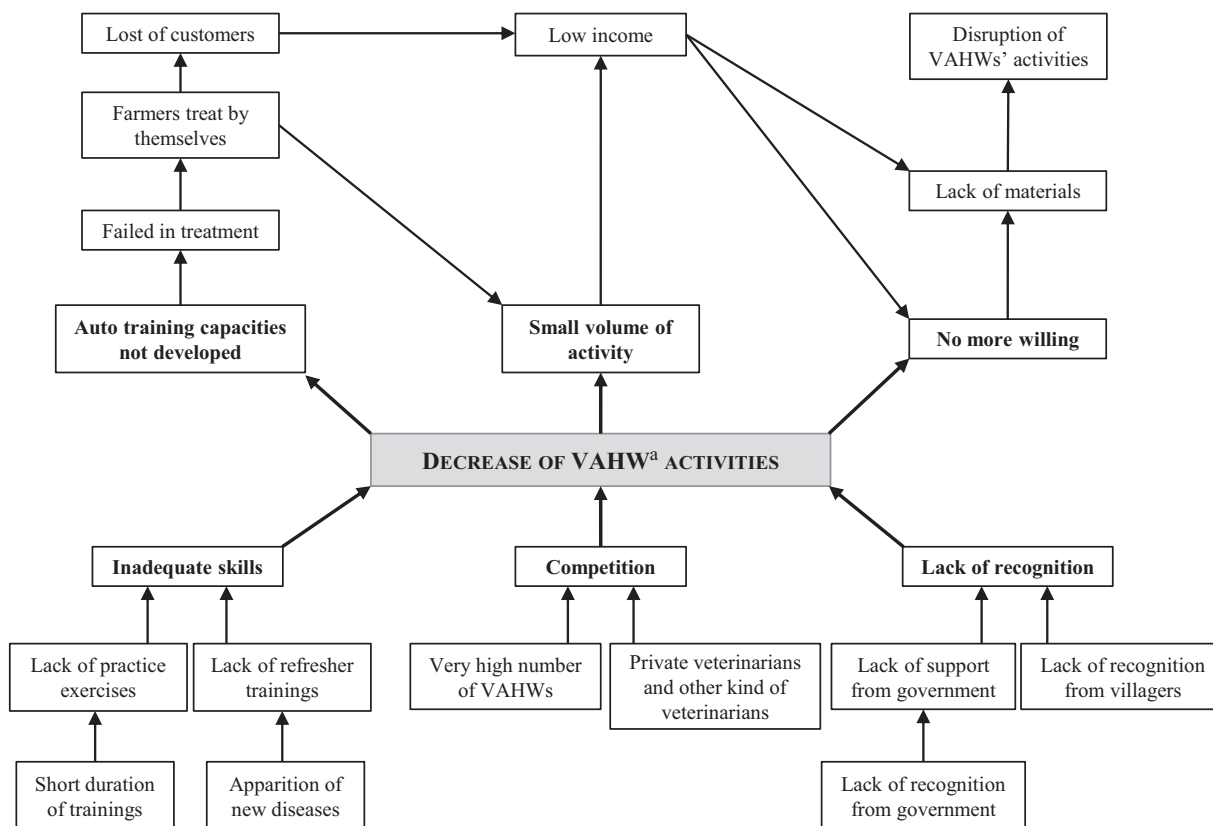 Lost of customers
Low income
Disruption of
VAHWs’ activities
Farmers treat by
themselves
Lack of materials
Failed in treatment
Auto training capacities
not developed
Small volume of
activity
No more willing
DECREASE OF VAHWa ACTIVITIES
Inadequate skills
Competition
Lack of recognition
Lack of practice
exercises
Lack of refresher
trainings
Very high number
of VAHWs
Private veterinarians
and other kind of
veterinarians
Lack of support
from government
Lack of recognition
from villagers
Short duration
of trainings
Apparition of
new diseases
Lack of recognition
from government